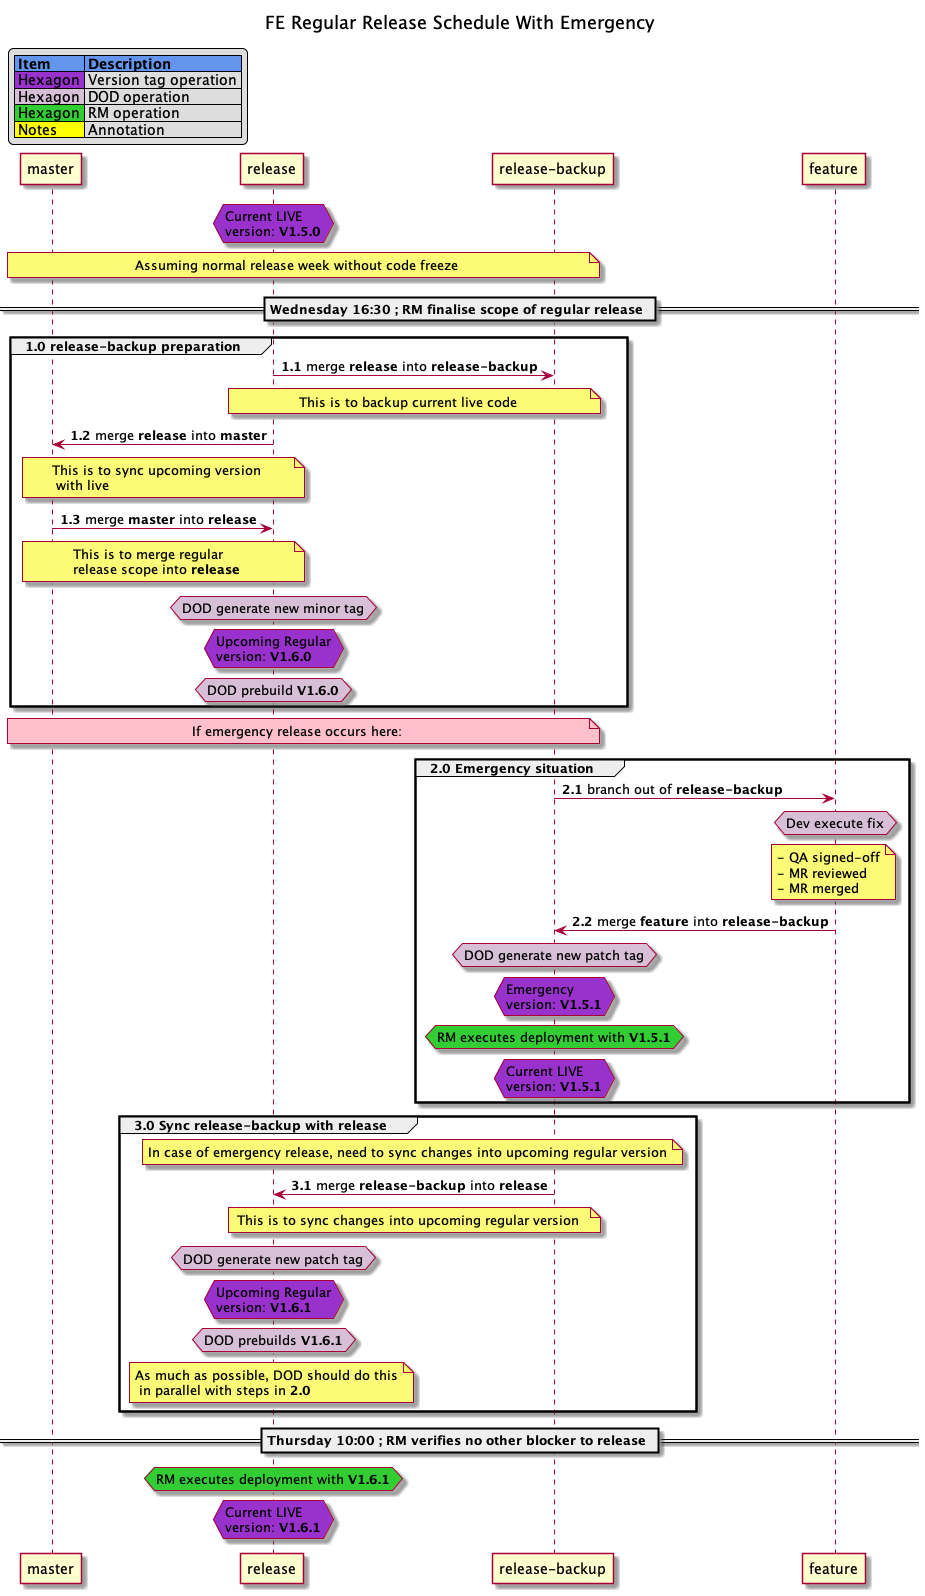 FE Regular Release Schedule With Emergency
Item Description
Hexagon Version tag operation
Hexagon DOD operation
Hexagon RM operation
Notes Annotation
master release release-backup feature
Current LIVE
version: V1.5.0
Assuming normal release week without code freeze
Wednesday 16:30 ; RM finalise scope of regular release
1.0 release-backup preparation
1.1 merge release into release-backup
This is to backup current live code
1.2 merge release into master
This is to sync upcoming version
with live
1.3 merge master into release
This is to merge regular
release scope into release
DOD generate new minor tag
Upcoming Regular
version: V1.6.0
DOD prebuild V1.6.0
If emergency release occurs here:
2.0 Emergency situation
2.1 branch out of release-backup
Dev execute fix
- QA signed-off
- MR reviewed
- MR merged
2.2 merge feature into release-backup
DOD generate new patch tag
Emergency
version: V1.5.1
RM executes deployment with V1.5.1
Current LIVE
version: V1.5.1
3.0 Sync release-backup with release
In case of emergency release, need to sync changes into upcoming regular version
3.1 merge release-backup into release
This is to sync changes into upcoming regular version
DOD generate new patch tag
Upcoming Regular
version: V1.6.1
DOD prebuilds V1.6.1
As much as possible, DOD should do this
in parallel with steps in 2.0
Thursday 10:00 ; RM verifies no other blocker to release
RM executes deployment with V1.6.1
Current LIVE
version: V1.6.1
master release release-backup feature